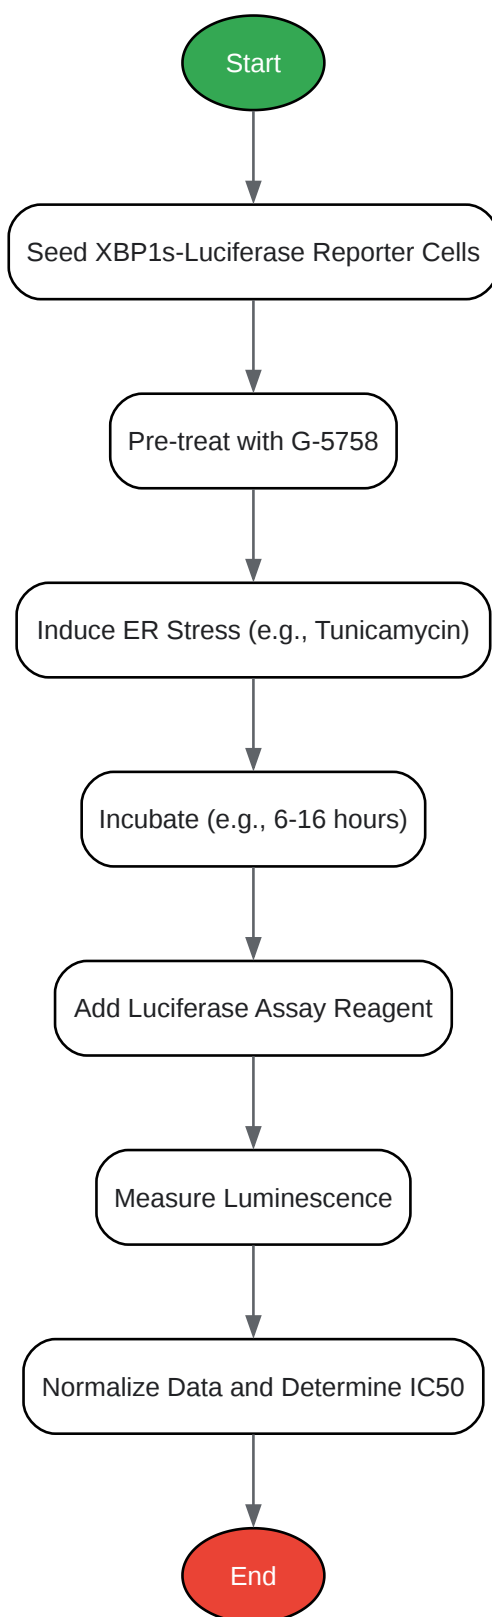 Start
Seed XBP1s-Luciferase Reporter Cells
Pre-treat with G-5758
Induce ER Stress (e.g., Tunicamycin)
Incubate (e.g., 6-16 hours)
Add Luciferase Assay Reagent
Measure Luminescence
Normalize Data and Determine IC50
End